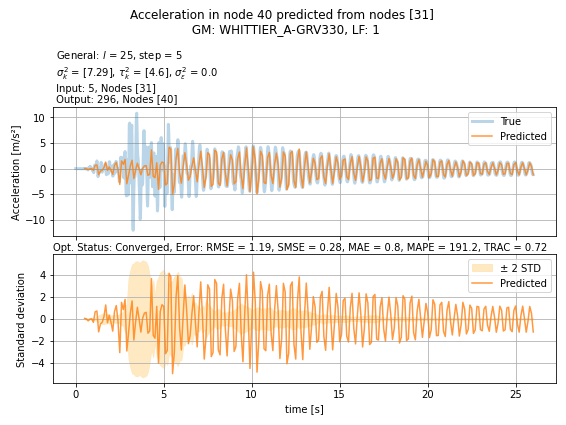 Acceleration in node 40 predicted from nodes [31]
GM: WHITTIER_A-GRV330, LF: 1
General: l = 25, step = 5
σ²ₖ = [7.29], τ²ₖ = [4.6], σ²ε = 0.0
Input: 5, Nodes [31]
Output: 296, Nodes [40]
Acceleration [m/s²]
10
5
0
−5
−10
True
Predicted
Opt. Status: Converged, Error: RMSE = 1.19, SMSE = 0.28, MAE = 0.8, MAPE = 191.2, TRAC = 0.72
Standard deviation
4
2
0
−2
−4
± 2 STD
Predicted
0 5 10 15 20 25
time [s]